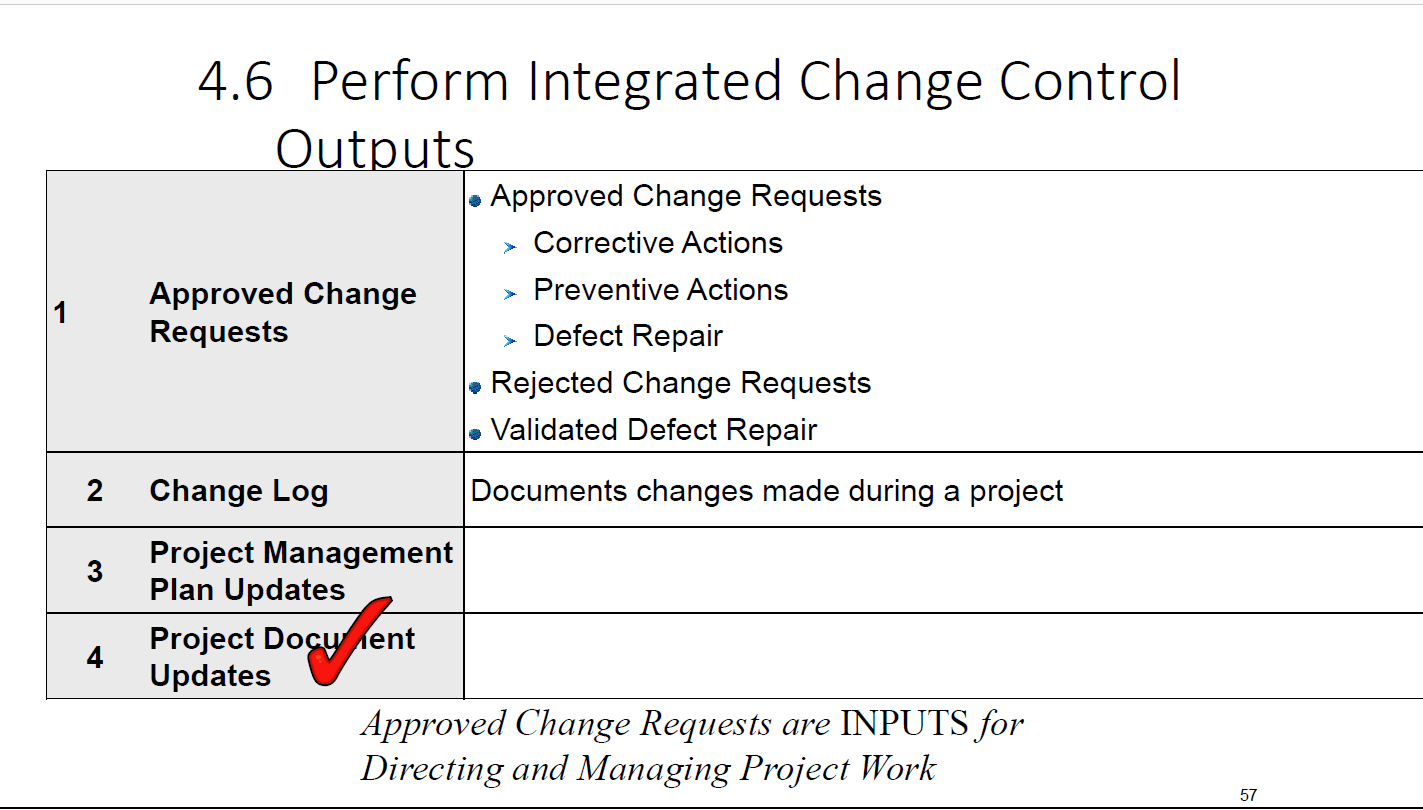 4.6 Perform Integrated Change Control
Outputs
1
Approved Change
Requests
Approved Change Requests
Corrective Actions
Preventive Actions
Defect Repair
Rejected Change Requests
Validated Defect Repair
2
Change Log
Documents changes made during a project
3
Project Management
Plan Updates
4
Project Document
Updates
Approved Change Requests are INPUTS for
Directing and Managing Project Work
57